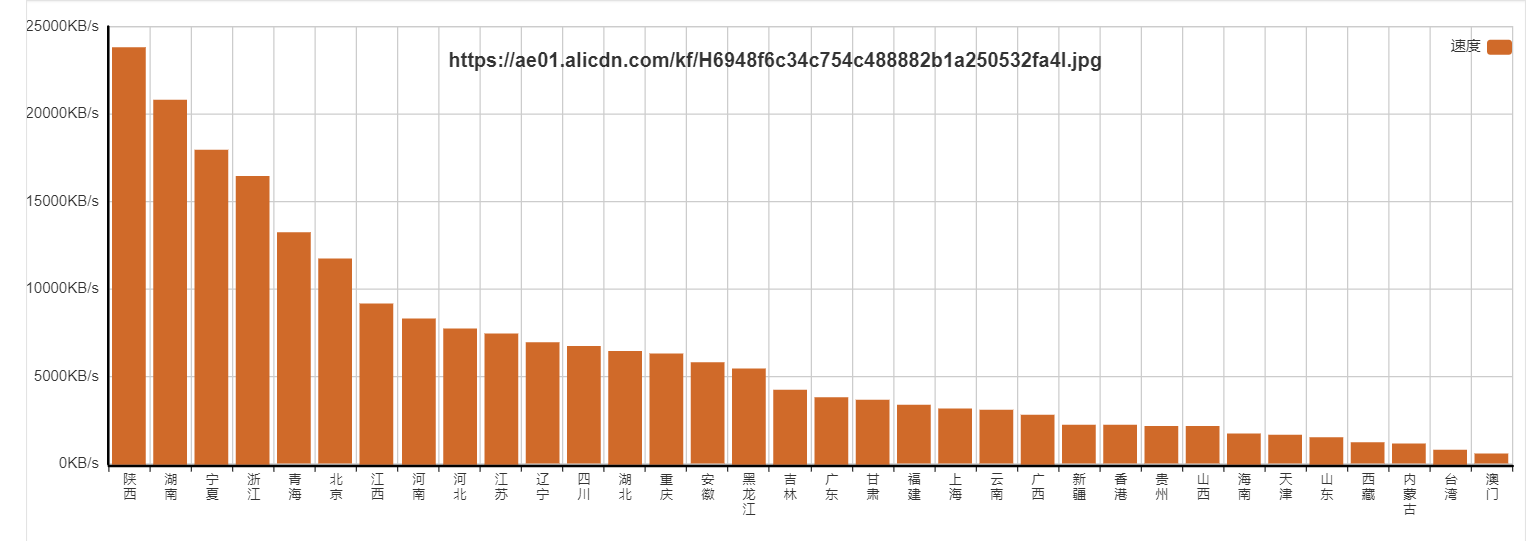 25000KB/s
https://ae01.alicdn.com/kf/H6948f6c34c754c488882b1a250532fa4l.jpg
速度
20000KB/s
15000KB/s
10000KB/s
5000KB/s
0KB/s
陕西
湖南
宁夏
浙江
青海
北京
江西
河南
河北
江苏
辽宁
四川
湖北
重庆
安徽
黑龙江
吉林
广东
甘肃
福建
上海
云南
广西
新疆
香港
贵州
山西
海南
天津
山东
西藏
内蒙古
台湾
澳门